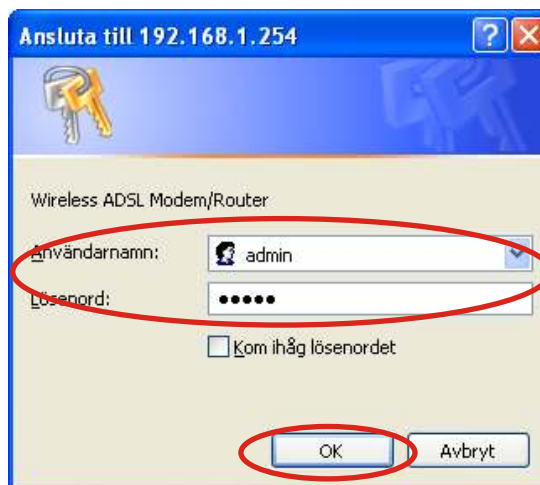 Ansluta till 192.168.1.254
Wireless ADSL Modem/Router
Användarnamn: admin
Lösenord: •••••
Kom ihåg lösenordet
OK Avbryt